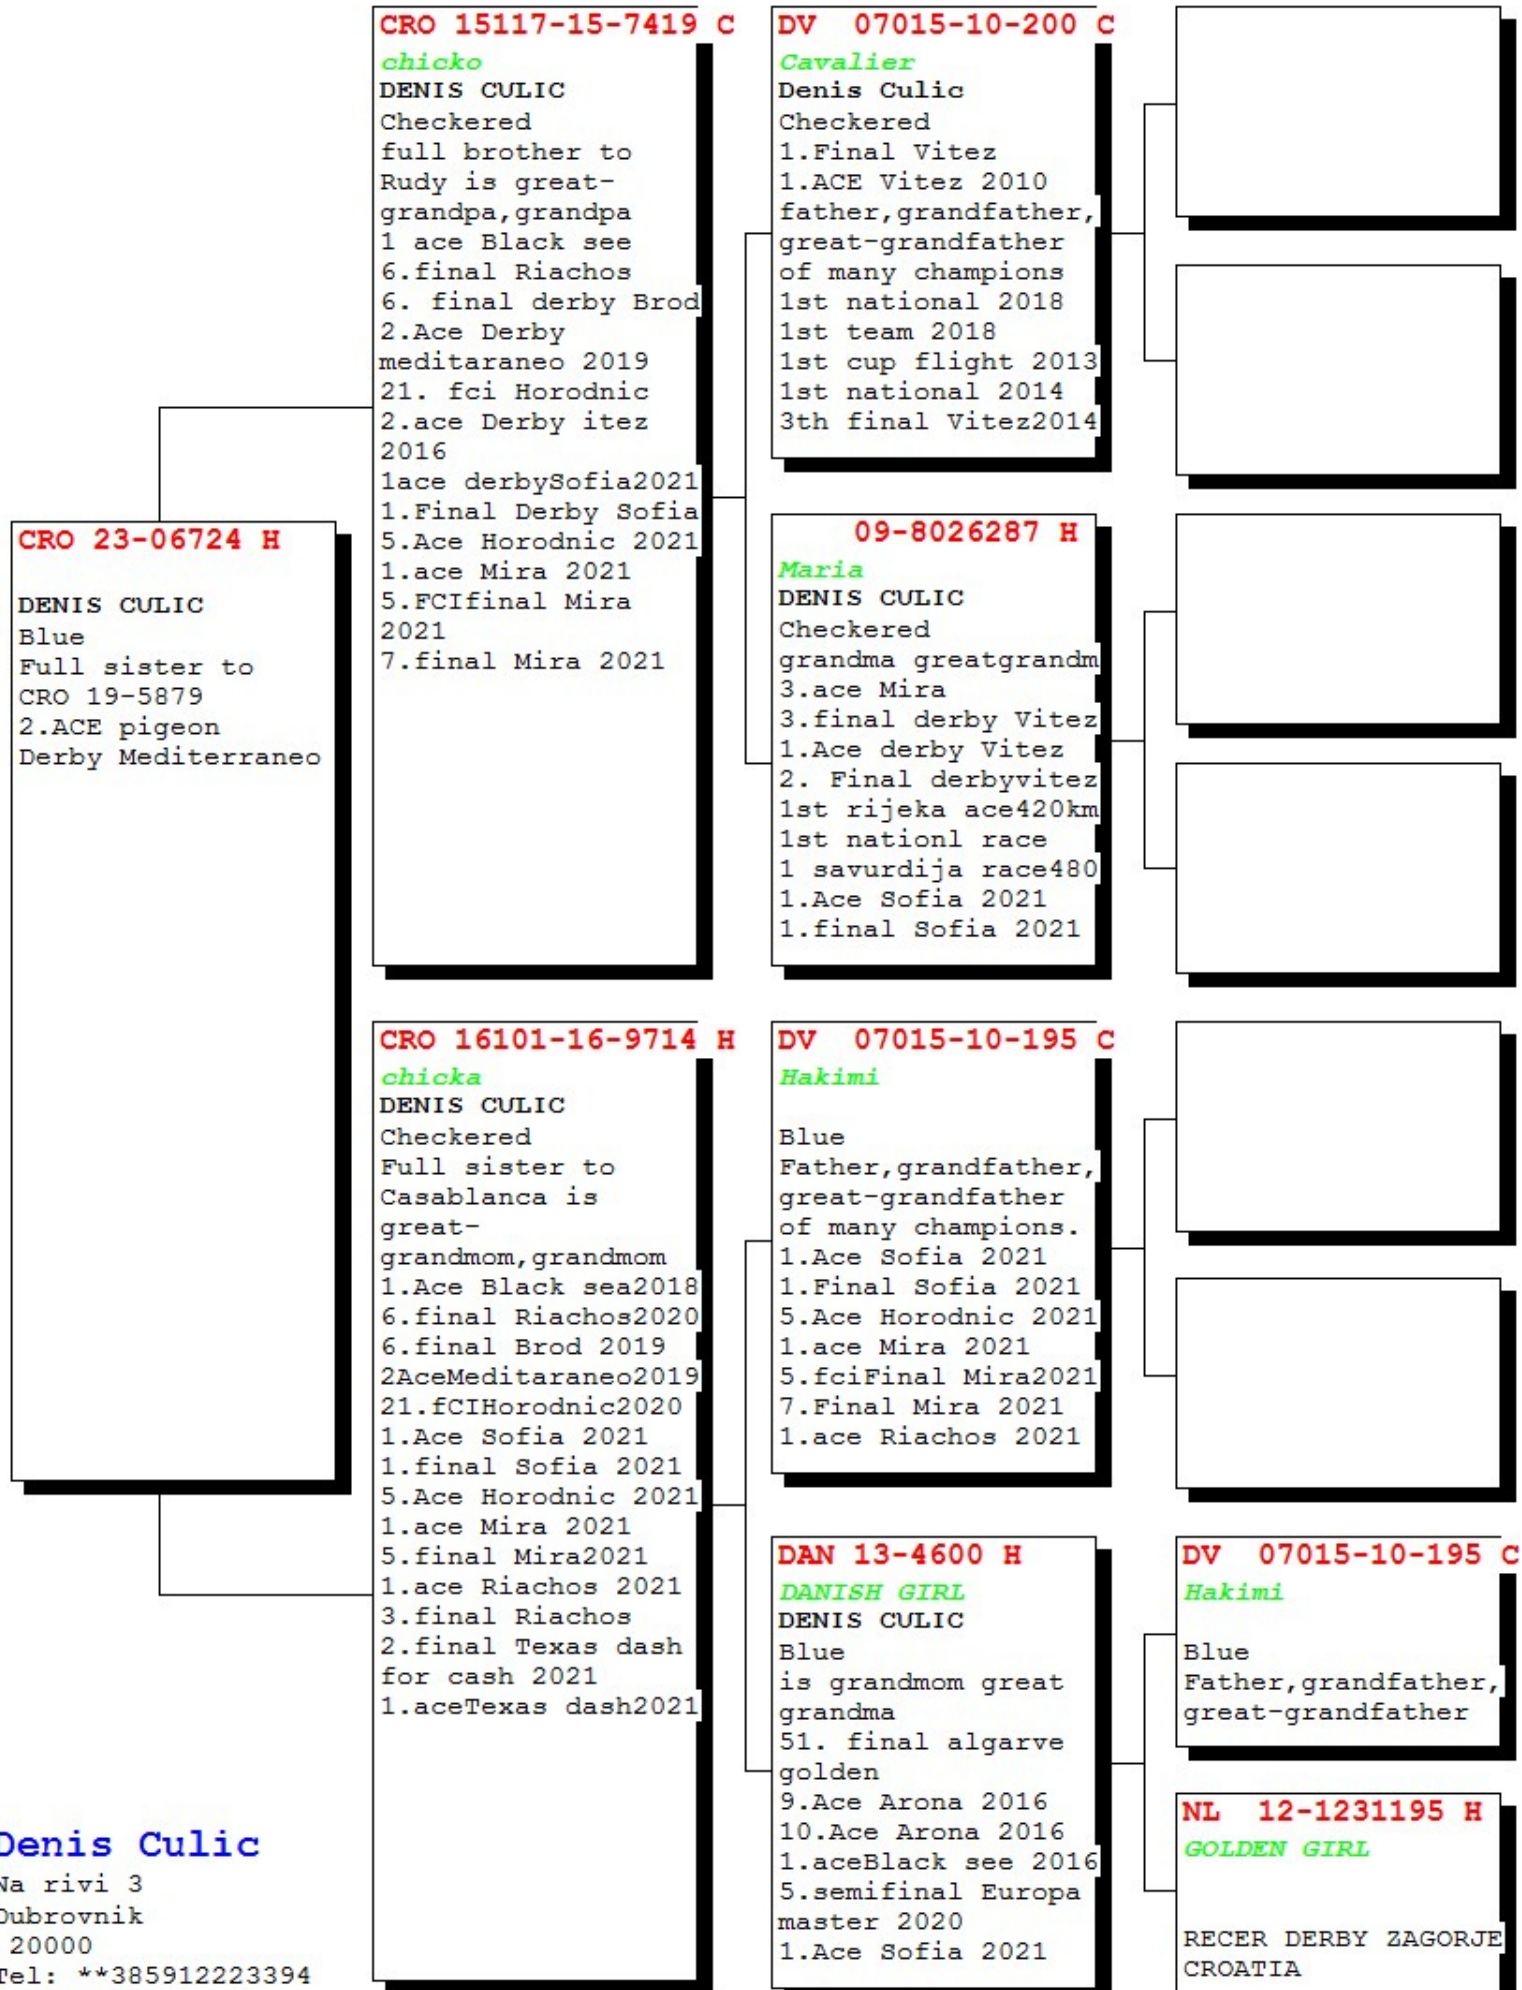 CRO 23-06724 H
DENIS CULIC
Blue
Full sister to
CRO 19-5879
2.ACE pigeon
Derby Mediterraneo
CRO 15117-15-7419 C
chicko
DENIS CULIC
Checkered
full brother to
Rudy is great-
grandpa,grandpa
1 ace Black see
6.final Riachos
6. final derby Brod
2.Ace Derby
meditaraneo 2019
21. fci Horodnic
2.ace Derby itez
2016
1ace derbySofia2021
1.Final Derby Sofia
5.Ace Horodnic 2021
1.ace Mira 2021
5.FCIfinal Mira
2021
7.final Mira 2021
CRO 16101-16-9714 H
chicka
DENIS CULIC
Checkered
Full sister to
Casablanca is
great-
grandmom,grandmom
1.Ace Black sea2018
6.final Riachos2020
6.final Brod 2019
2AceMeditaraneo2019
21.fCIHorodnic2020
1.Ace Sofia 2021
1.final Sofia 2021
5.Ace Horodnic 2021
1.ace Mira 2021
5.final Mira2021
1.ace Riachos 2021
3.final Riachos
2.final Texas dash
for cash 2021
1.aceTexas dash2021
DV 07015-10-200 C
Cavalier
Denis Culic
Checkered
1.Final Vitez
1.ACE Vitez 2010
father,grandfather,
great-grandfather
of many champions
1st national 2018
1st team 2018
1st cup flight 2013
1st national 2014
3th final Vitez2014
09-8026287 H
Maria
DENIS CULIC
Checkered
grandma greatgrandm
3.ace Mira
3.final derby Vitez
1.Ace derby Vitez
2. Final derbyvitez
1st rijeka ace420km
1st nationl race
1 savurdija race480
1.Ace Sofia 2021
1.final Sofia 2021
DV 07015-10-195 C
Hakimi
Blue
Father,grandfather,
great-grandfather
of many champions.
1.Ace Sofia 2021
1.Final Sofia 2021
5.Ace Horodnic 2021
1.ace Mira 2021
5.fciFinal Mira2021
7.Final Mira 2021
1.ace Riachos 2021
DAN 13-4600 H
DANISH GIRL
DENIS CULIC
Blue
is grandmom great
grandma
51. final algarve
golden
9.Ace Arona 2016
10.Ace Arona 2016
1.aceBlack see 2016
5.semifinal Europa
master 2020
1.Ace Sofia 2021
DV 07015-10-195 C
Hakimi
Blue
Father,grandfather,
great-grandfather
NL 12-1231195 H
GOLDEN GIRL
RECER DERBY ZAGORJE
CROATIA
Denis Culic
Na rivi 3
Dubrovnik
20000
Tel: **385912223394